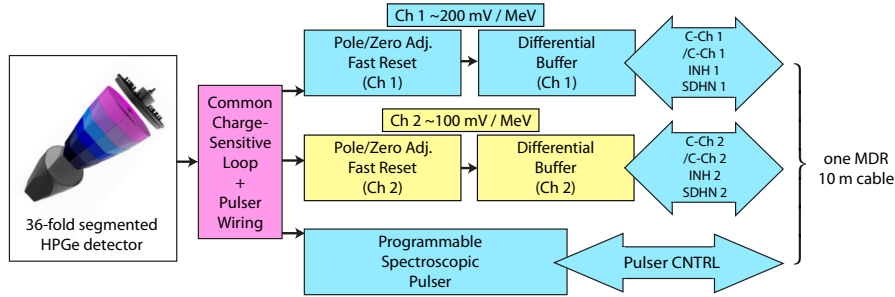 36-fold segmented
HPGe detector
Common
Charge-
Sensitive
Loop
+
Pulser
Wiring
Ch 1 ~200 mV / MeV
Pole/Zero Adj.
Fast Reset
(Ch 1)
Differential
Buffer
(Ch 1)
C-Ch 1
/C-Ch 1
INH 1
SDHN 1
Ch 2 ~100 mV / MeV
Pole/Zero Adj.
Fast Reset
(Ch 2)
Differential
Buffer
(Ch 2)
C-Ch 2
/C-Ch 2
INH 2
SDHN 2
Programmable
Spectroscopic
Pulser
Pulser CNTRL
one MDR
10 m cable